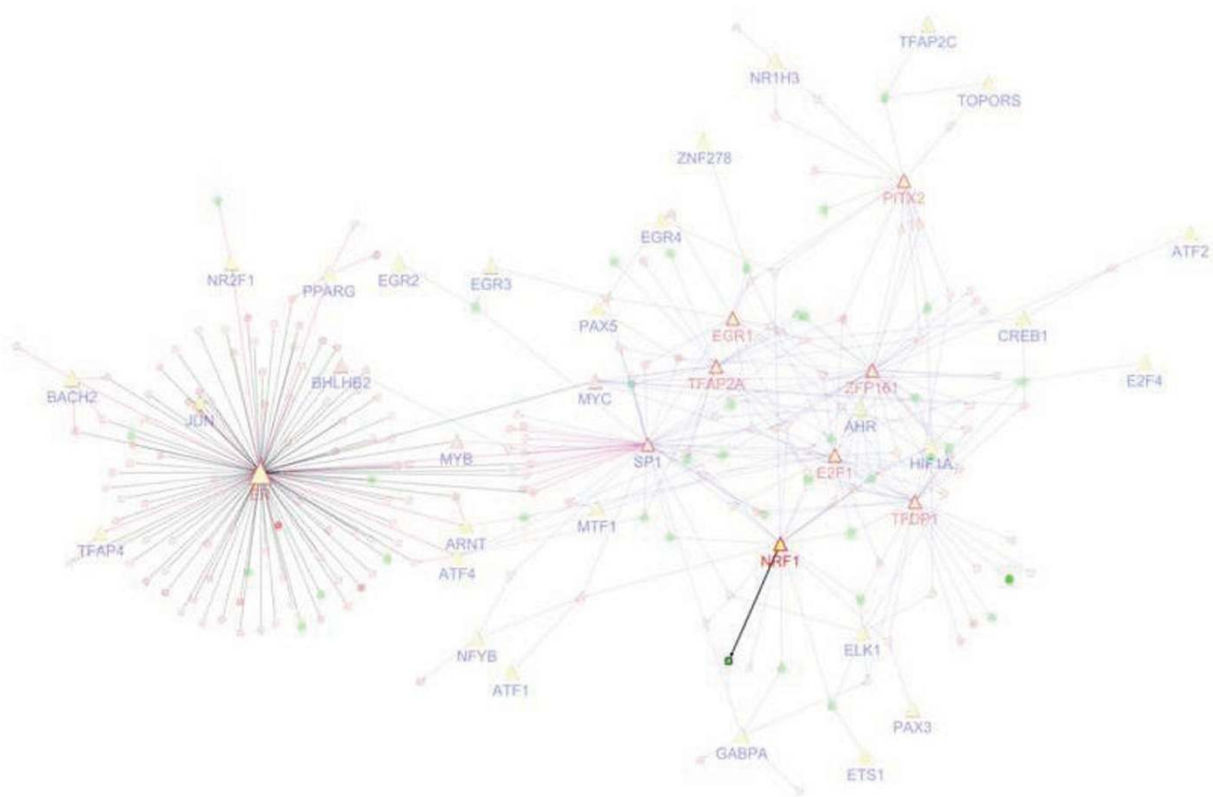 TFAP2C
NR1H3
TOPORS
ZNF278
PITX2
EGR4
ATF2
NR2F1
PPARG
EGR2
EGR3
PAX5
EGR1
CREB1
BHLHB2
TFAP2A
ZFP161
E2F4
BACH2
MYC
JUN
AHR
MYB
SP1
E2F1
HIF1A
TFDP1
MTF1
ARNT
TFAP4
NRF1
ATF4
NFYB
ELK1
ATF1
PAX3
GABPA
ETS1